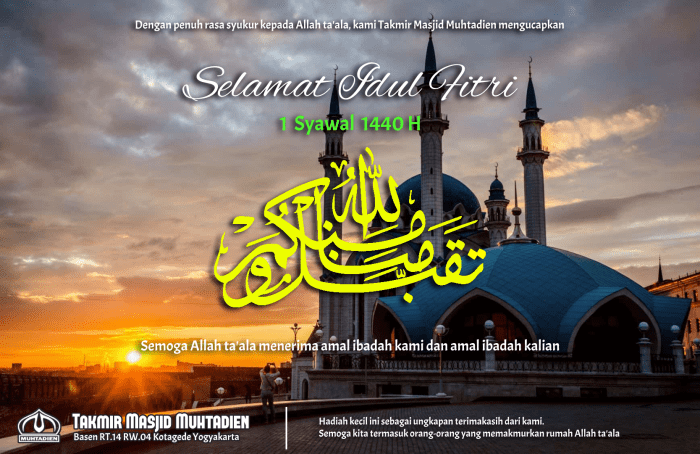 Dengan penuh rasa syukur kepada Allah ta'ala, kami Takmir Masjid Muhtadien mengucapkan
Selamat Idul Fitri
1 Syawal 1440 H
تقبل الله منا ومنكم
Semoga Allah ta'ala menerima amal ibadah kami dan amal ibadah kalian
MUHTADIEN
Takmir Masjid Muhtadien
Basen RT.14 RW.04 Kotagede Yogyakarta
Hadiah kecil ini sebagai ungkapan terimakasih dari kami.
Semoga kita termasuk orang-orang yang memakmurkan rumah Allah ta'ala